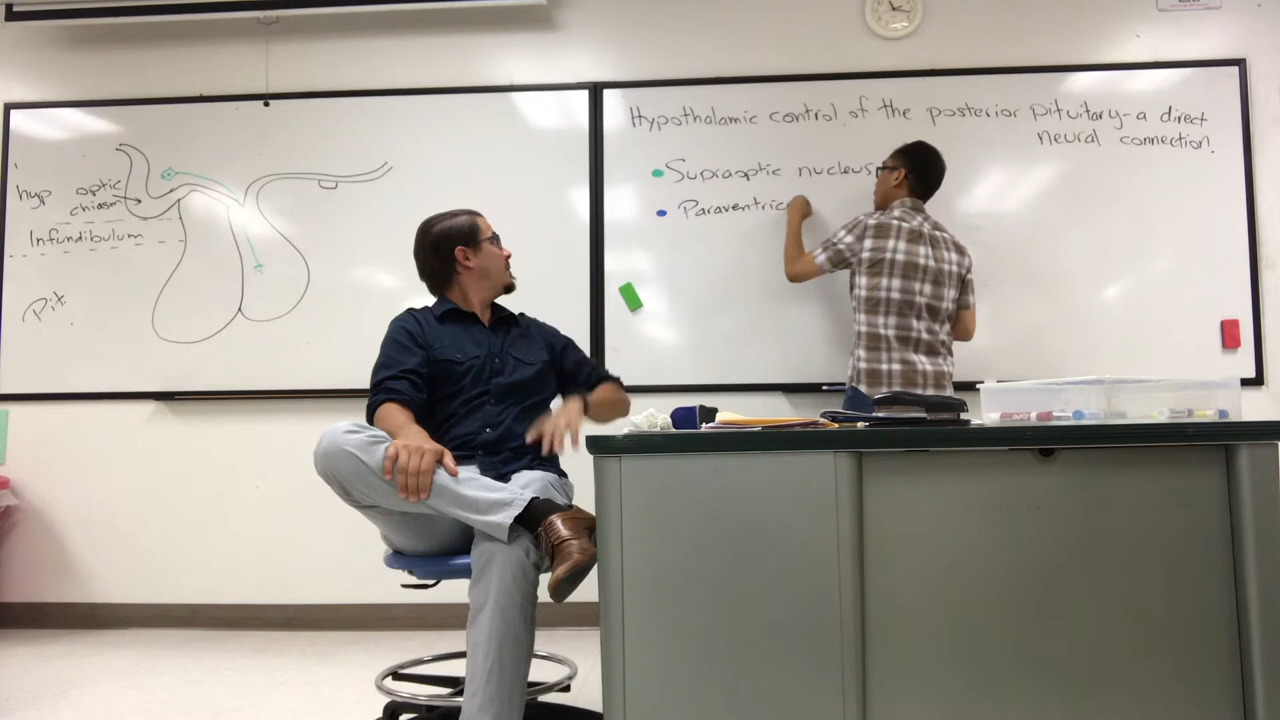 hyp
optic
chiasm
Infundibulum
Pit.
Hypothalamic control of the posterior pituitary-a direct
neural connection.
Supraoptic nucleus
Paraventric